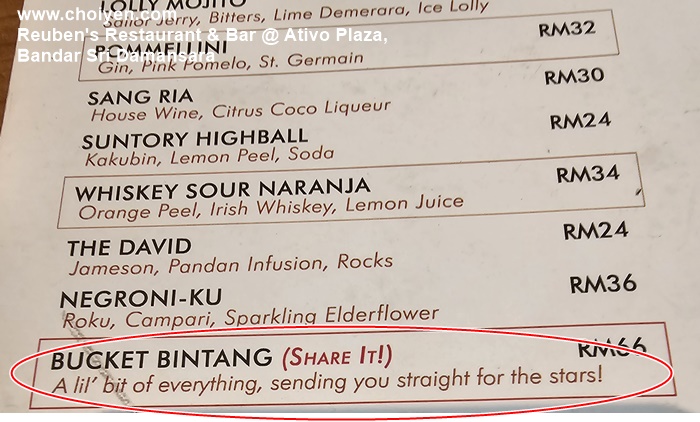 www.choiyen.com
Reuben's Restaurant & Bar @ Ativo Plaza,
Bandar Sri Damansara
LOLLY MOJITO
Sailor Jerry, Bitters, Lime Demerara, Ice Lolly
POMMELLINI RM32
Gin, Pink Pomelo, St. Germain
SANG RIA RM30
House Wine, Citrus Coco Liqueur
SUNTORY HIGHBALL RM24
Kakubin, Lemon Peel, Soda
WHISKEY SOUR NARANJA RM34
Orange Peel, Irish Whiskey, Lemon Juice
THE DAVID RM24
Jameson, Pandan Infusion, Rocks
NEGRONI-KU RM36
Roku, Campari, Sparkling Elderflower
BUCKET BINTANG (SHARE IT!) RM66
A lil' bit of everything, sending you straight for the stars!